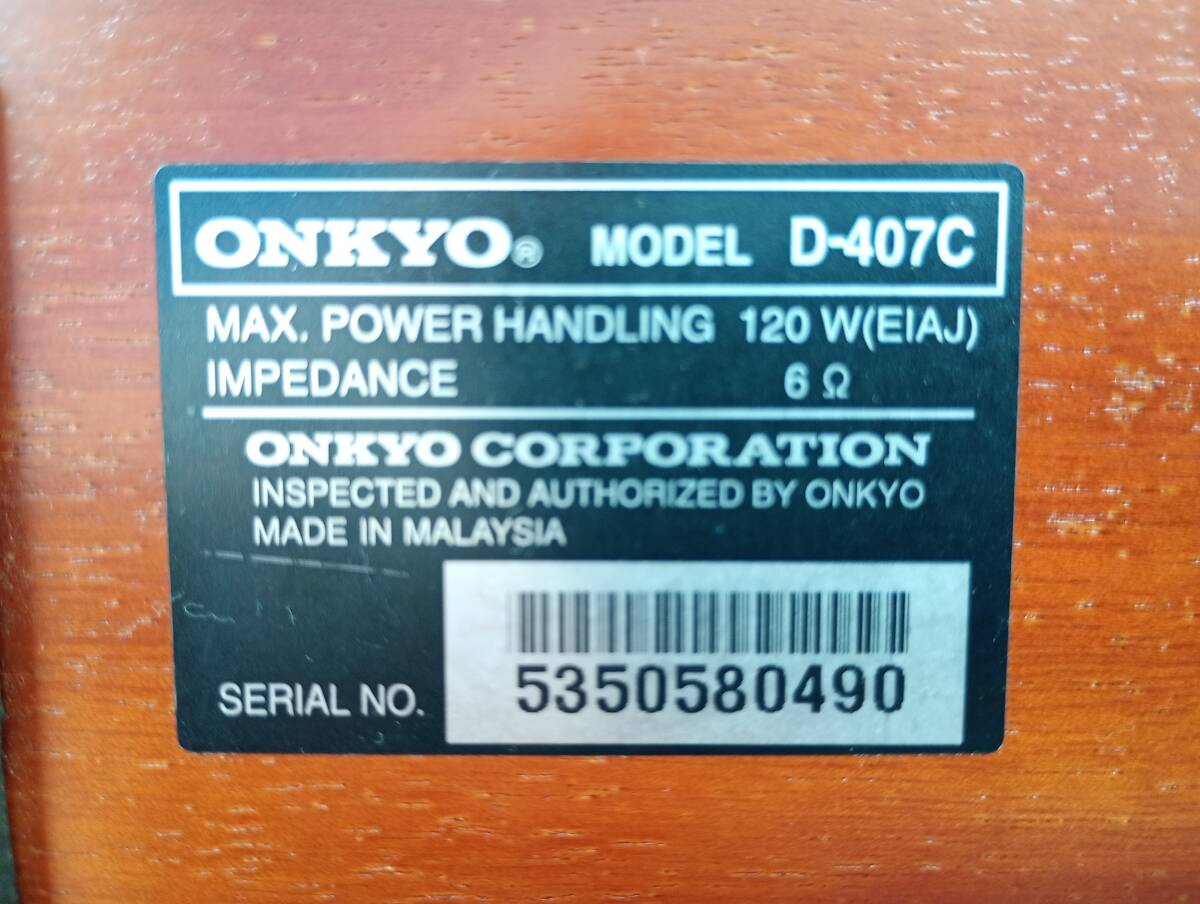 ONKYO® MODEL D-407C
MAX. POWER HANDLING 120 W(EIAJ)
IMPEDANCE 6 Ω
ONKYO CORPORATION
INSPECTED AND AUTHORIZED BY ONKYO
MADE IN MALAYSIA
SERIAL NO. 5350580490